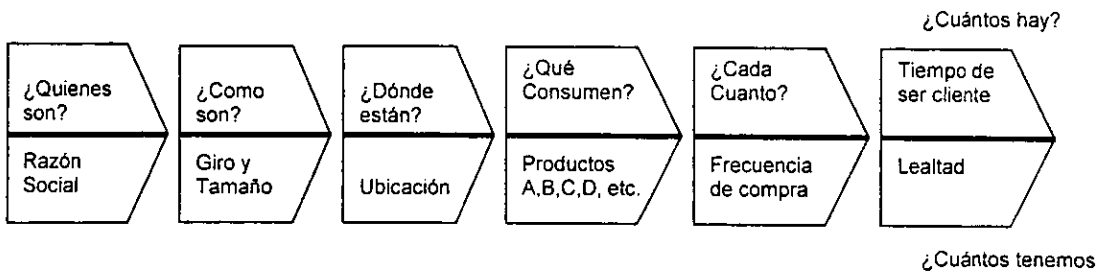 ¿Cuántos hay?
¿Quienes
son?
Razón
Social
¿Como
son?
Giro y
Tamaño
¿Dónde
están?
Ubicación
¿Qué
Consumen?
Productos
A,B,C,D, etc.
¿Cada
Cuanto?
Frecuencia
de compra
Tiempo de
ser cliente
Lealtad
¿Cuántos tenemos